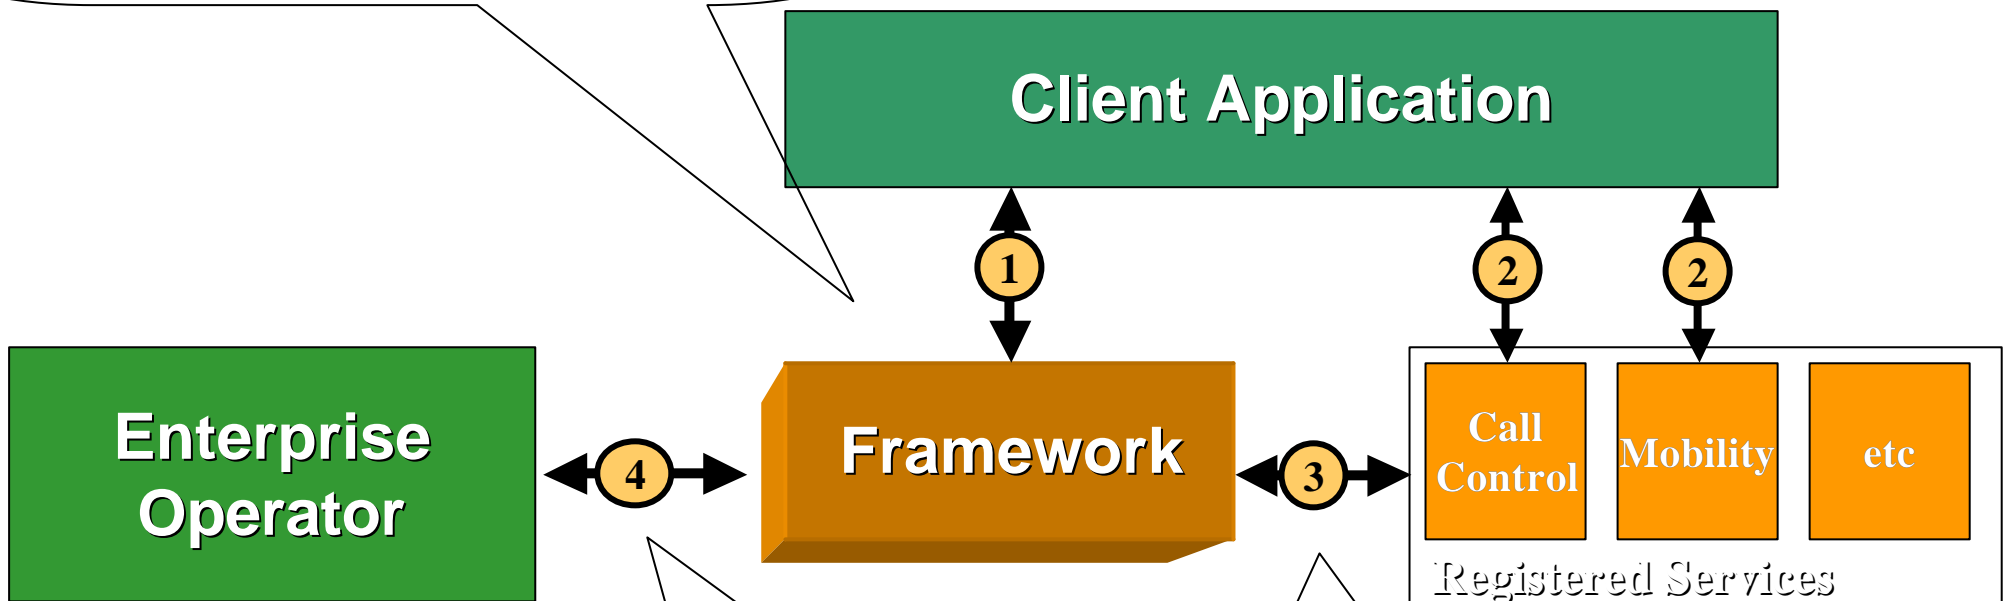 Client Application
1
2
2
Enterprise
Operator
4
Framework
3
Call
Control
Mobility
etc
Registered Services